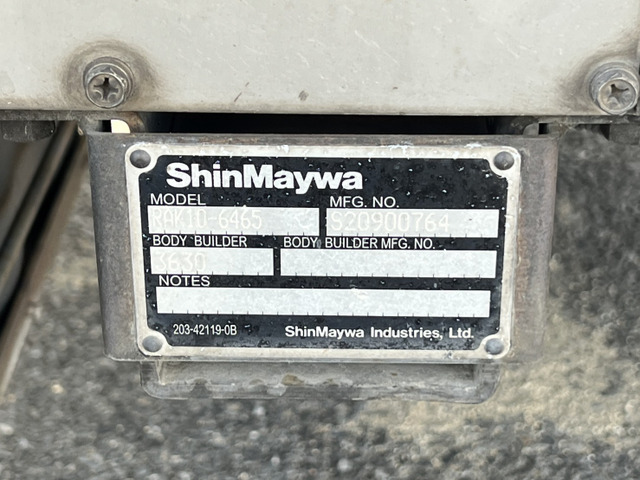 ShinMaywa
MODEL MFG. NO.
RAK10-6465 S20900764
BODY BUILDER BODY BUILDER MFG. NO.
3630
NOTES
203-42119-0B ShinMaywa Industries, Ltd.